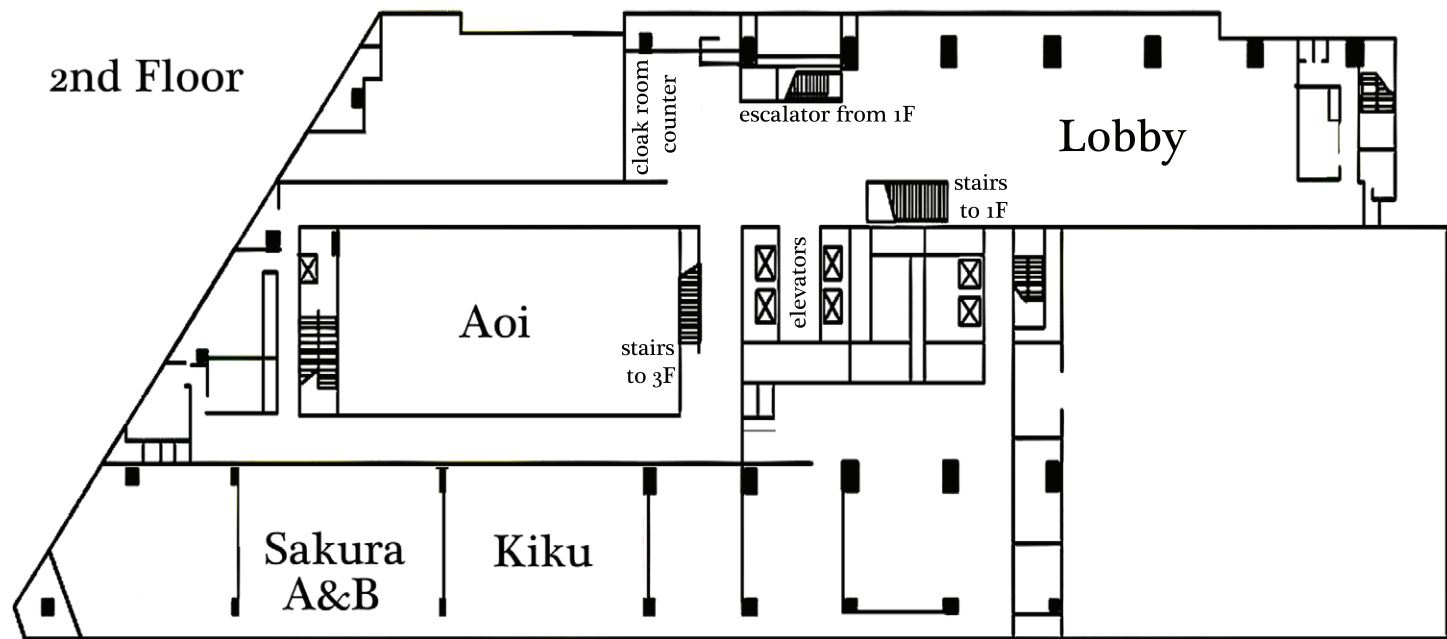 2nd Floor
cloak room
counter
escalator from 1F
Lobby
stairs
to 1F
elevators
Aoi
stairs
to 3F
Sakura
A&B
Kiku